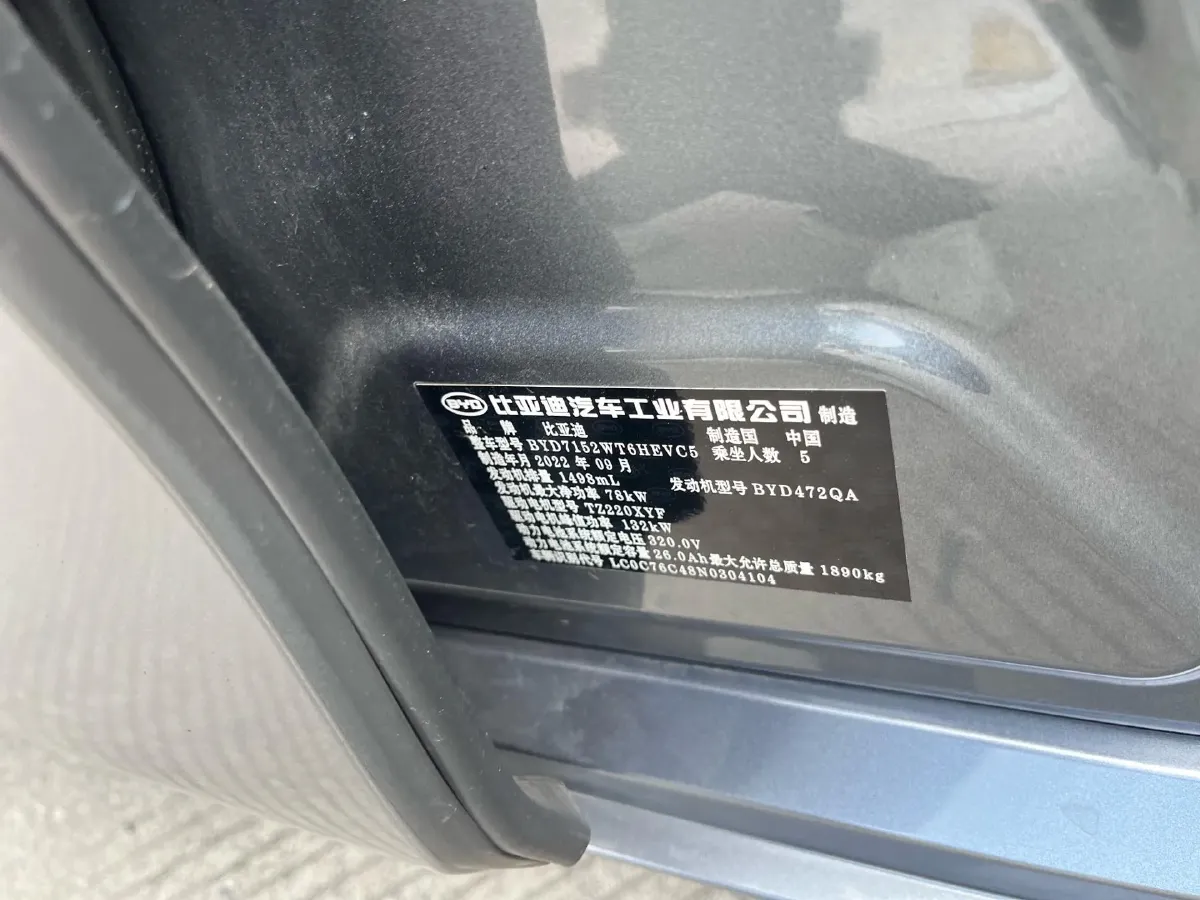 BYD 比亚迪汽车工业有限公司 制造
品 牌 比亚迪 制造国 中国
整车型号 BYD7152WT6HEVC5 乘坐人数 5
制造年月 2022 年 09 月
发动机排量 1498mL 发动机型号 BYD472QA
发动机最大净功率 78kW
驱动电机型号 TZ220XYF
驱动电机峰值功率 132kW
动力电池系统额定电压 320.0V
动力电池系统额定容量 26.0Ah 最大允许总质量 1890kg
车辆识别代号 LC0C76C48N0304104